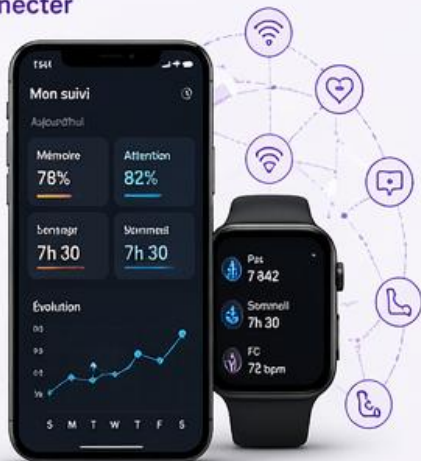 necter
Mon suivi
Aujourd'hui
Mémoire
Attention
78%
82%
7h 30
7h 30
Évolution
S M T W T F S
Pas
7 842
Sommeil
7h 30
FC
72 bpm